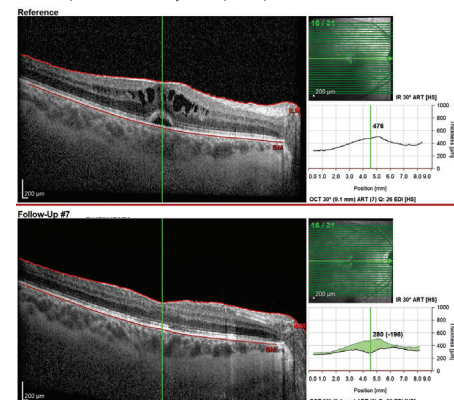 Reference
16 / 31
200 µm
IR 30° ART [HS]
ILM
BM
200 µm
476
1000
800
600
400
200
0
Thickness [µm]
0.0 1.0 2.0 3.0 4.0 5.0 6.0 7.0 8.0 9.0
Position [mm]
OCT 30° (9.1 mm) ART (7) Q: 26 EDI [HS]
Follow-Up #7
16 / 31
200 µm
IR 30° ART [HS]
BM
200 µm
280 (-196)
1000
800
600
400
200
0
Thickness [µm]
0.0 1.0 2.0 3.0 4.0 5.0 6.0 7.0 8.0 9.0
Position [mm]